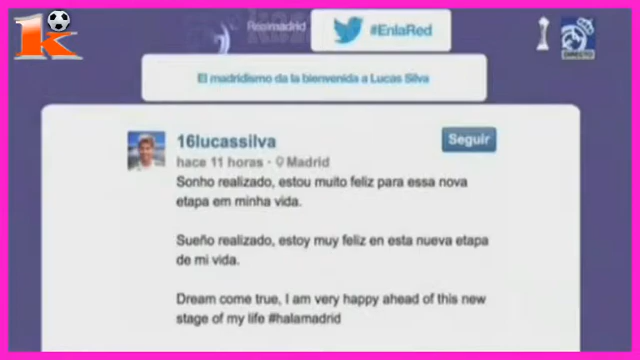 1k
Realmadrid
#EnlaRed
DIRECTO
El madridismo da la bienvenida a Lucas Silva
16lucassilva
Seguir
hace 11 horas · Madrid
Sonho realizado, estou muito feliz para essa nova
etapa em minha vida.
Sueño realizado, estoy muy feliz en esta nueva etapa
de mi vida.
Dream come true, I am very happy ahead of this new
stage of my life #halamadrid